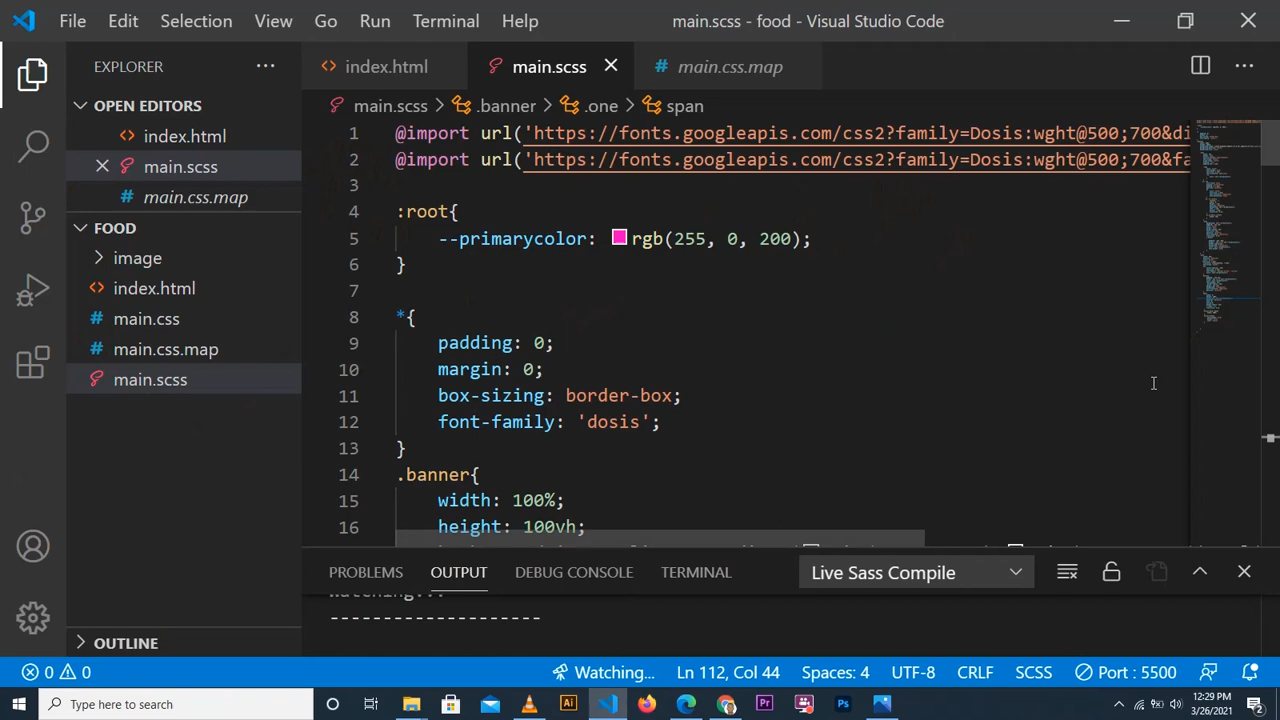 File Edit Selection View Go Run Terminal Help main.scss - food - Visual Studio Code
EXPLORER
index.html main.scss main.css.map
OPEN EDITORS
index.html
main.scss
main.css.map
FOOD
image
index.html
main.css
main.css.map
main.scss
OUTLINE
main.scss .banner .one span
1 @import url('https://fonts.googleapis.com/css2?family=Dosis:wght@500;700&di
2 @import url('https://fonts.googleapis.com/css2?family=Dosis:wght@500;700&fa
3
4 :root{
5 --primarycolor: rgb(255, 0, 200);
6 }
7
8 *{
9 padding: 0;
10 margin: 0;
11 box-sizing: border-box;
12 font-family: 'dosis';
13 }
14 .banner{
15 width: 100%;
16 height: 100vh;
PROBLEMS OUTPUT DEBUG CONSOLE TERMINAL Live Sass Compile
Watching...
--------------------
0 0 Watching... Ln 112, Col 44 Spaces: 4 UTF-8 CRLF SCSS Port : 5500
Type here to search
12:29 PM
3/26/2021
2